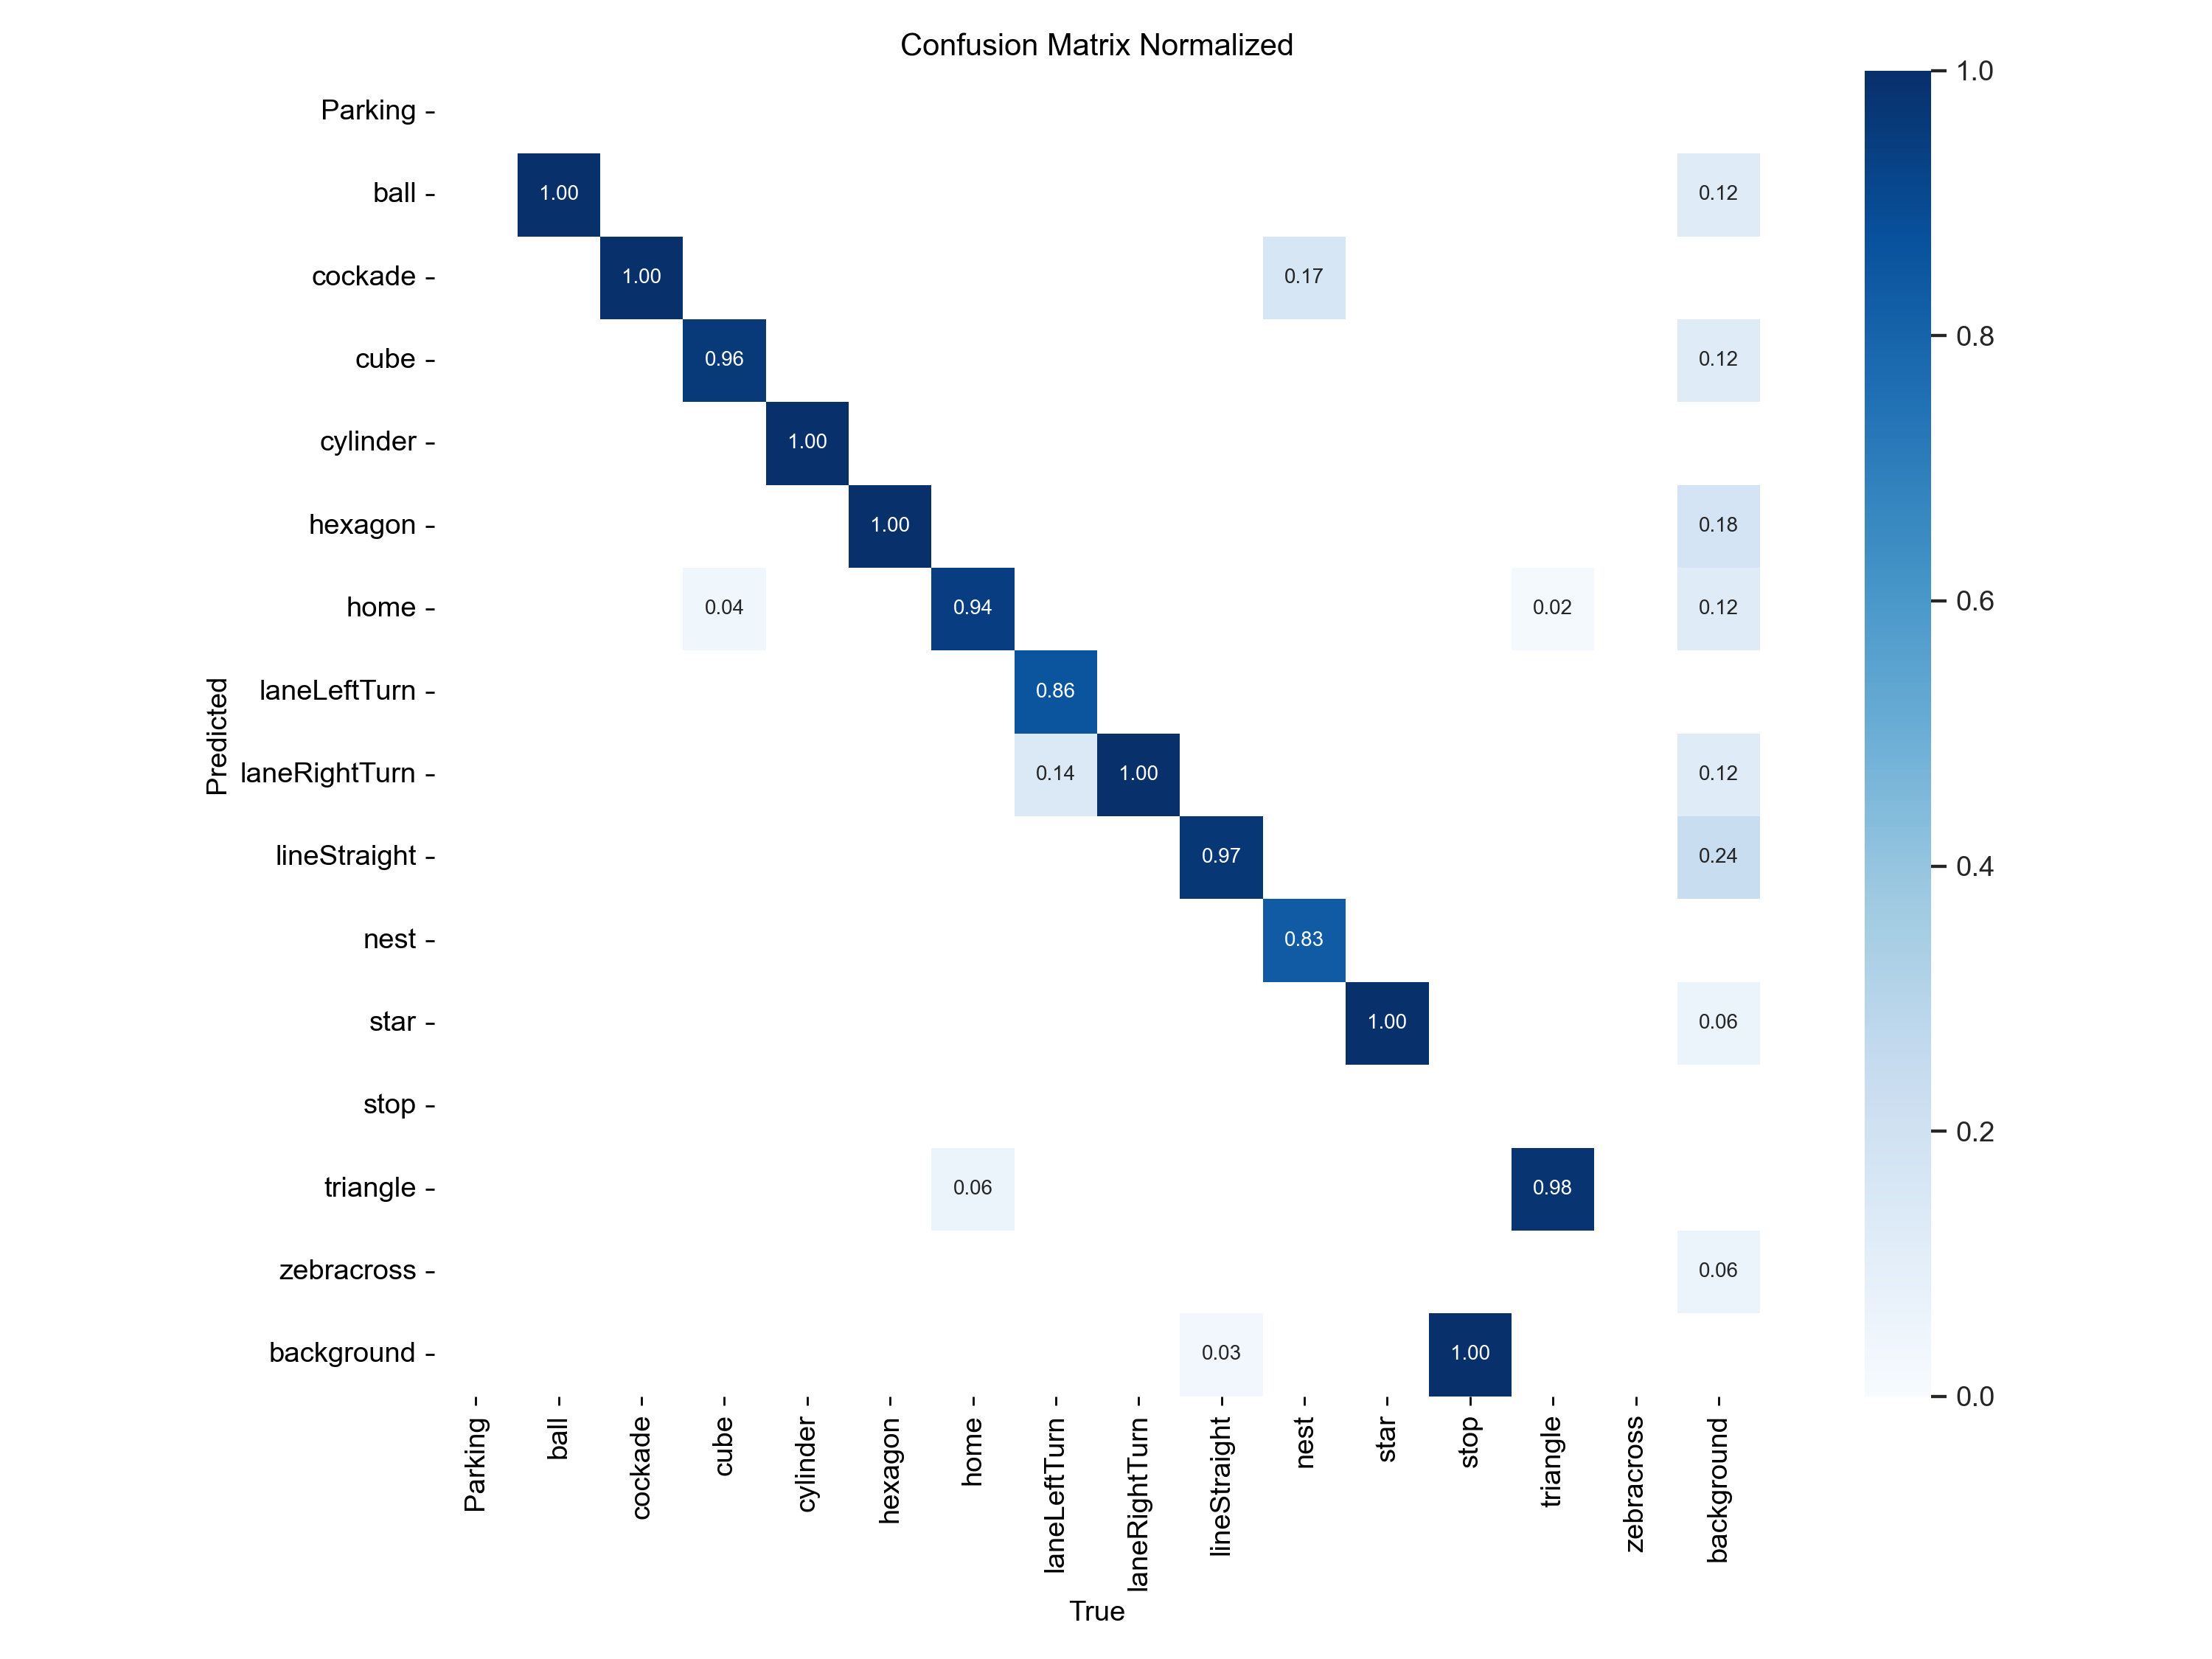 Confusion Matrix Normalized
Parking
ball 1.00 0.12
cockade 1.00 0.17
cube 0.96 0.12
cylinder 1.00
hexagon 1.00 0.18
home 0.04 0.94 0.02 0.12
laneLeftTurn 0.86
laneRightTurn 0.14 1.00 0.12
lineStraight 0.97 0.24
nest 0.83
star 1.00 0.06
stop
triangle 0.06 0.98
zebracross 0.06
background 0.03 1.00
Predicted
Parking
ball
cockade
cube
cylinder
hexagon
home
laneLeftTurn
laneRightTurn
lineStraight
nest
star
stop
triangle
zebracross
background
True
1.0
0.8
0.6
0.4
0.2
0.0